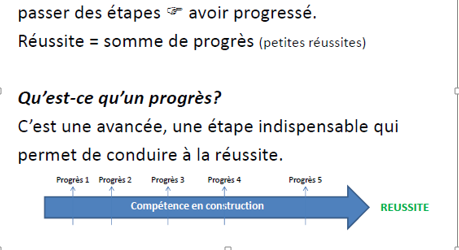 passer des étapes ☞ avoir progressé.
Réussite = somme de progrès (petites réussites)
Qu’est-ce qu’un progrès?
C’est une avancée, une étape indispensable qui
permet de conduire à la réussite.
Progrès 1 Progrès 2 Progrès 3 Progrès 4 Progrès 5
Compétence en construction REUSSITE